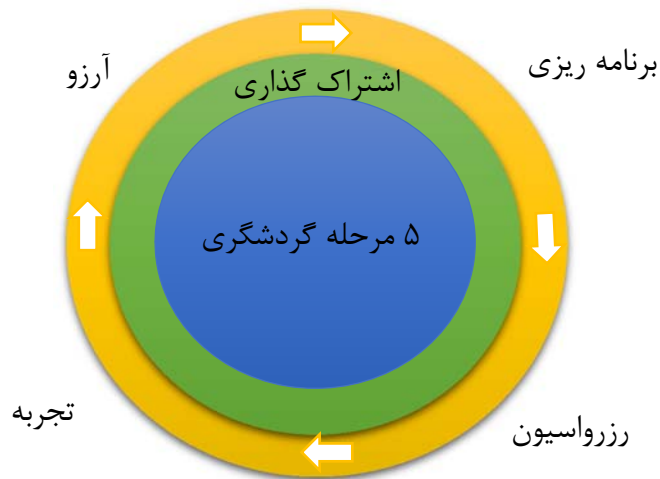 آرزو
برنامه ریزی
اشتراک گذاری
۵ مرحله گردشگری
تجربه
رزرواسیون